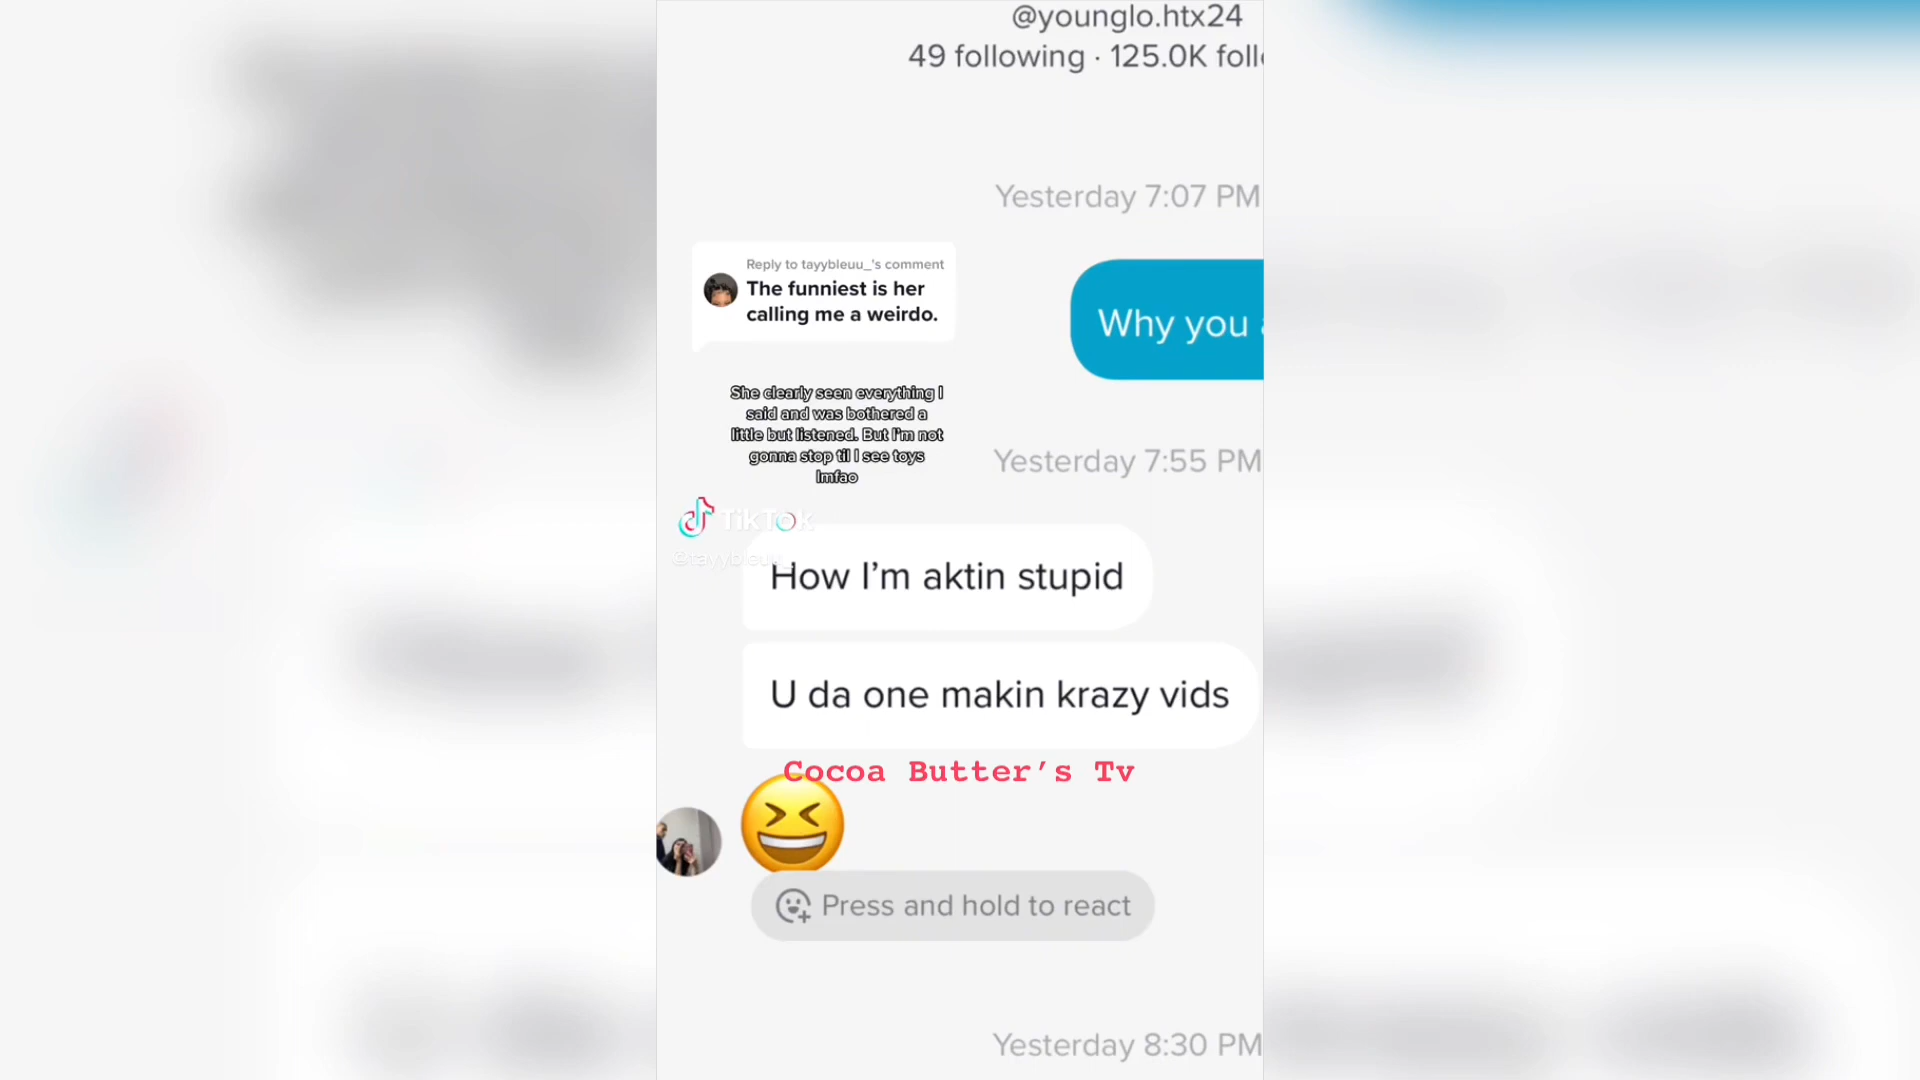 @younglo.htx24
49 following · 125.0K foll
Yesterday 7:07 PM
Reply to tayybleuu_'s comment
The funniest is her
calling me a weirdo.
Why you
She clearly seen everything I
said and was bothered a
little but listened. But I'm not
gonna stop til I see toys
lmfao
Yesterday 7:55 PM
TikTok
@tayybleuu_
How I’m aktin stupid
U da one makin krazy vids
Cocoa Butter’s Tv
Press and hold to react
Yesterday 8:30 PM